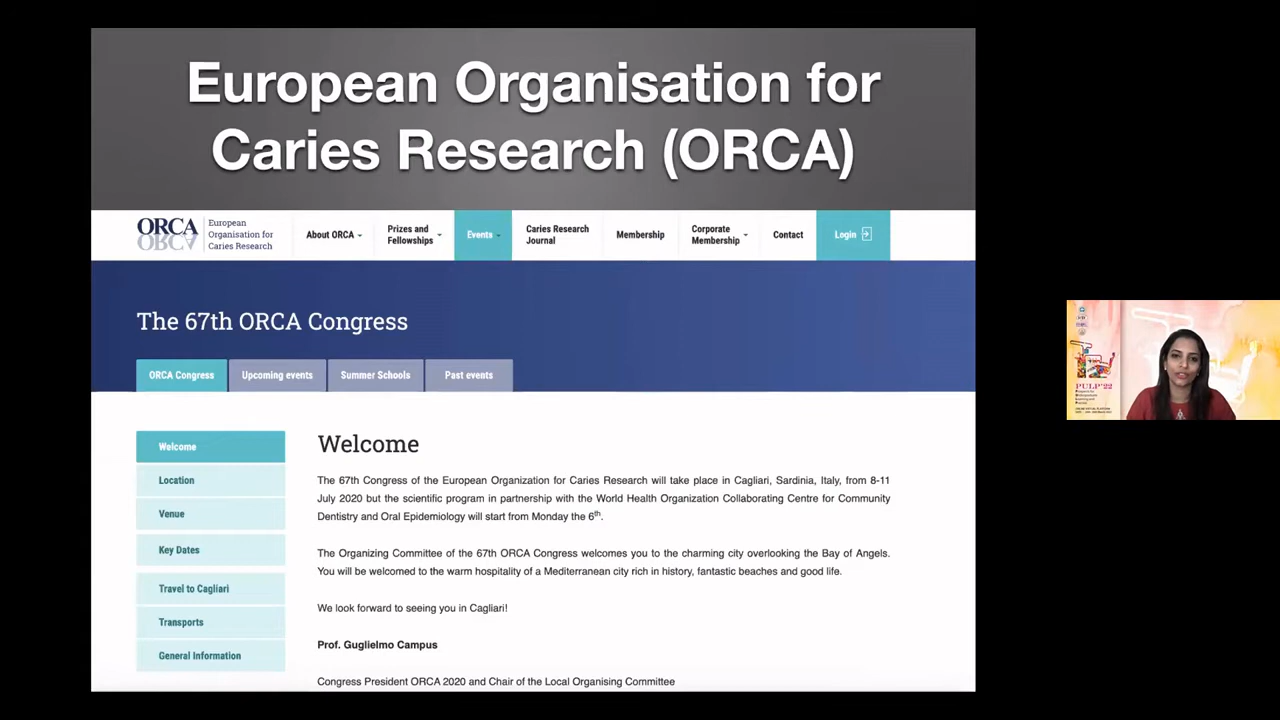 European Organisation for
Caries Research (ORCA)
ORCA
European
Organisation for
Caries Research
About ORCA
Prizes and
Fellowships
Events
Caries Research
Journal
Membership
Corporate
Membership
Contact
Login
The 67th ORCA Congress
ORCA Congress
Upcoming events
Summer Schools
Past events
Welcome
Location
Venue
Key Dates
Travel to Cagliari
Transports
General Information
Welcome
The 67th Congress of the European Organization for Caries Research will take place in Cagliari, Sardinia, Italy, from 8-11
July 2020 but the scientific program in partnership with the World Health Organization Collaborating Centre for Community
Dentistry and Oral Epidemiology will start from Monday the 6th.
The Organizing Committee of the 67th ORCA Congress welcomes you to the charming city overlooking the Bay of Angels.
You will be welcomed to the warm hospitality of a Mediterranean city rich in history, fantastic beaches and good life.
We look forward to seeing you in Cagliari!
Prof. Guglielmo Campus
Congress President ORCA 2020 and Chair of the Local Organising Committee
PULP'22